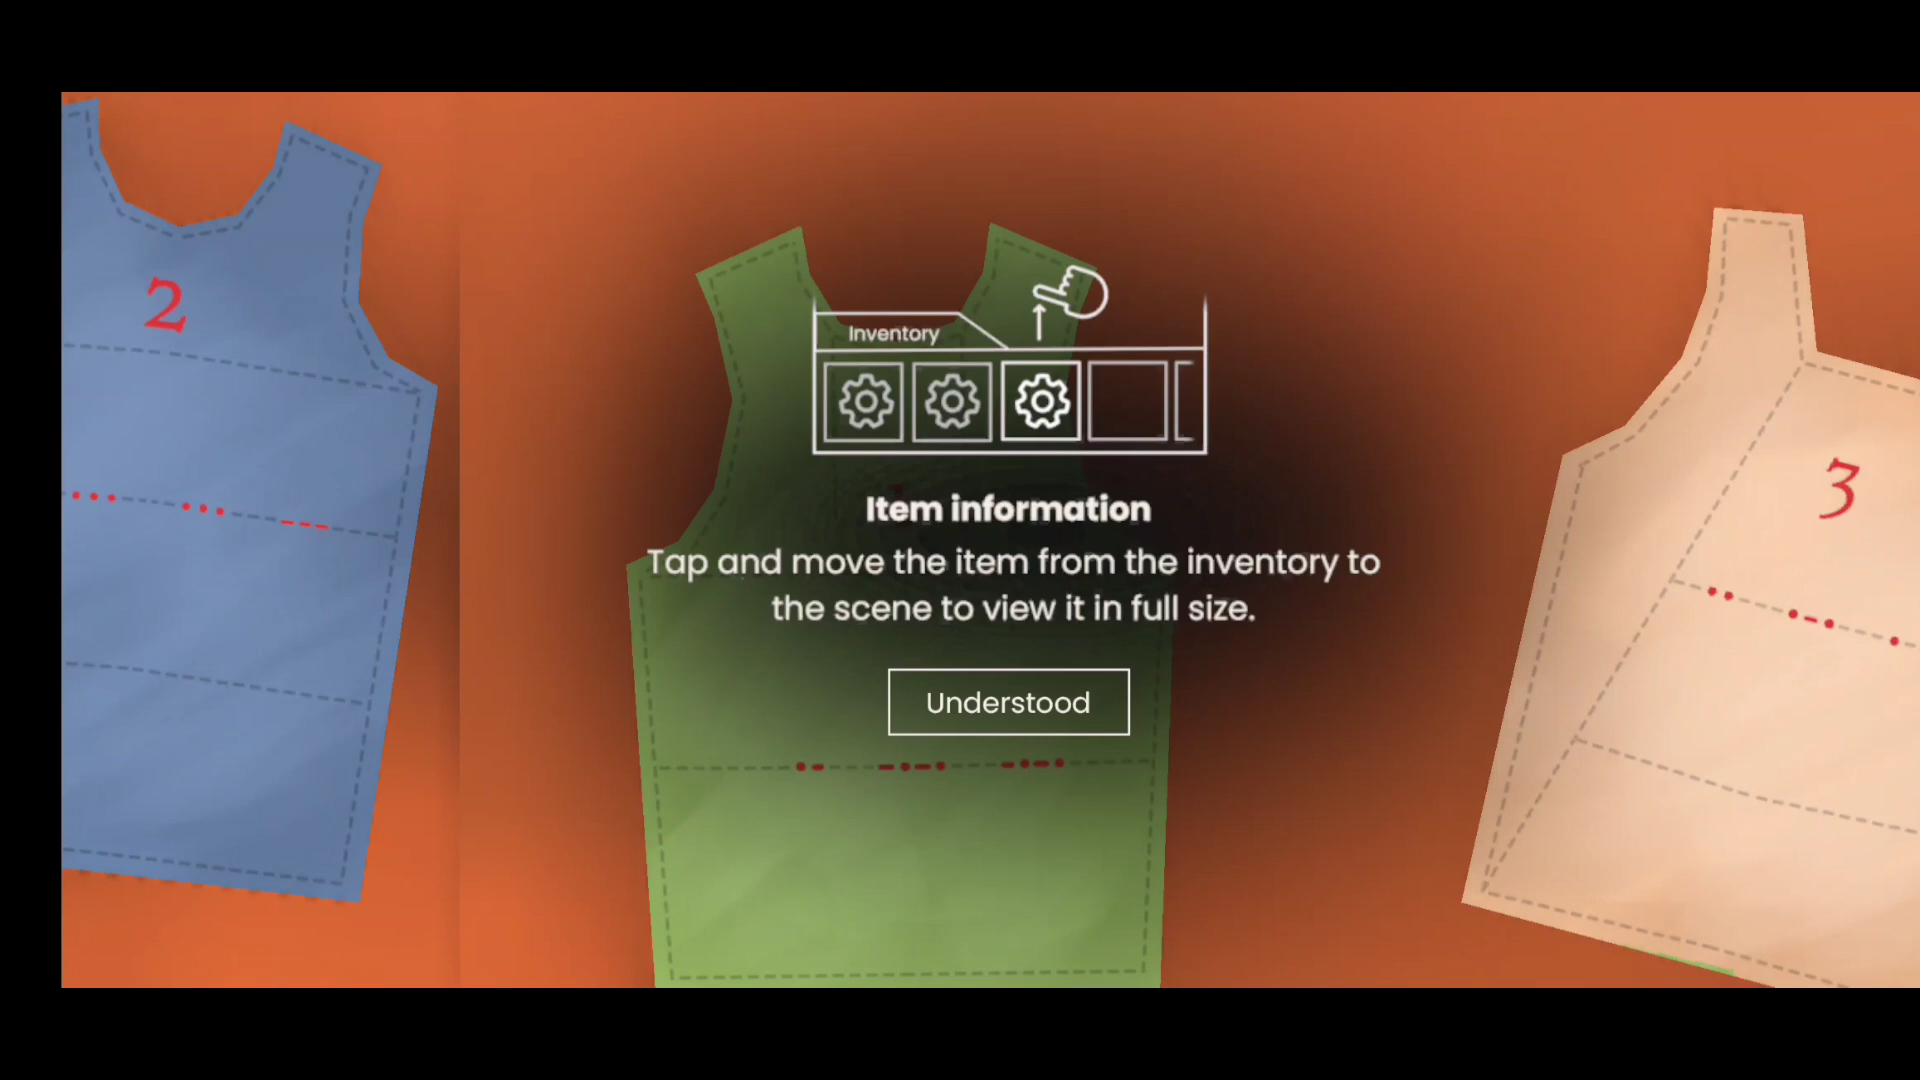 2
Inventory
3
Item information
Tap and move the item from the inventory to
the scene to view it in full size.
Understood